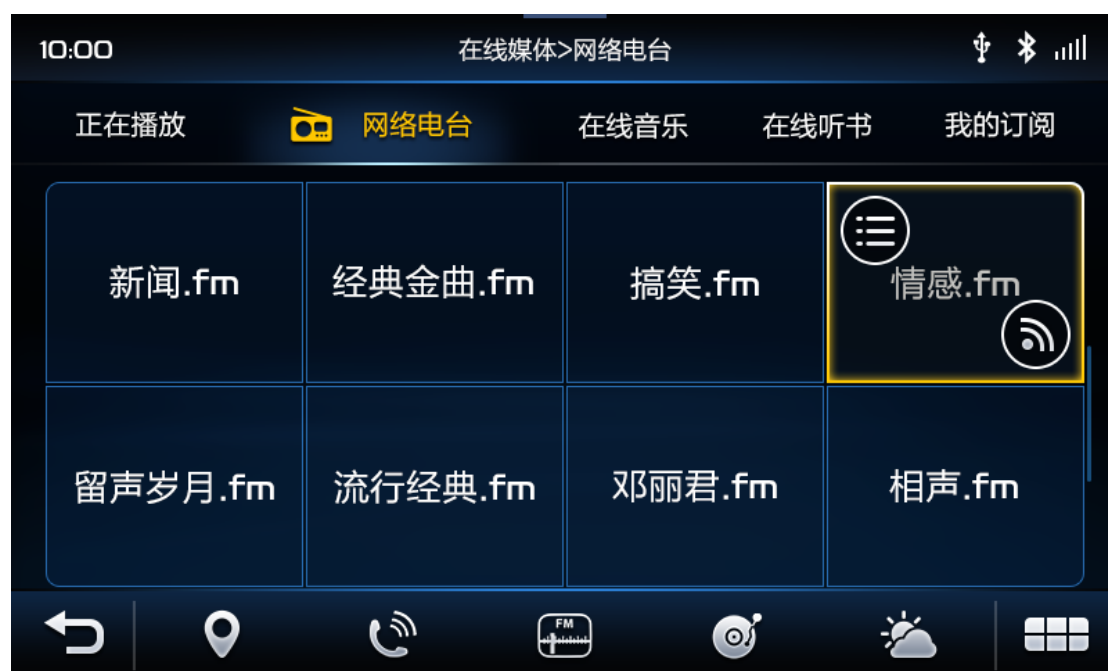 10:00 在线媒体>网络电台
正在播放 网络电台 在线音乐 在线听书 我的订阅
新闻.fm 经典金曲.fm 搞笑.fm 情感.fm
留声岁月.fm 流行经典.fm 邓丽君.fm 相声.fm
FM